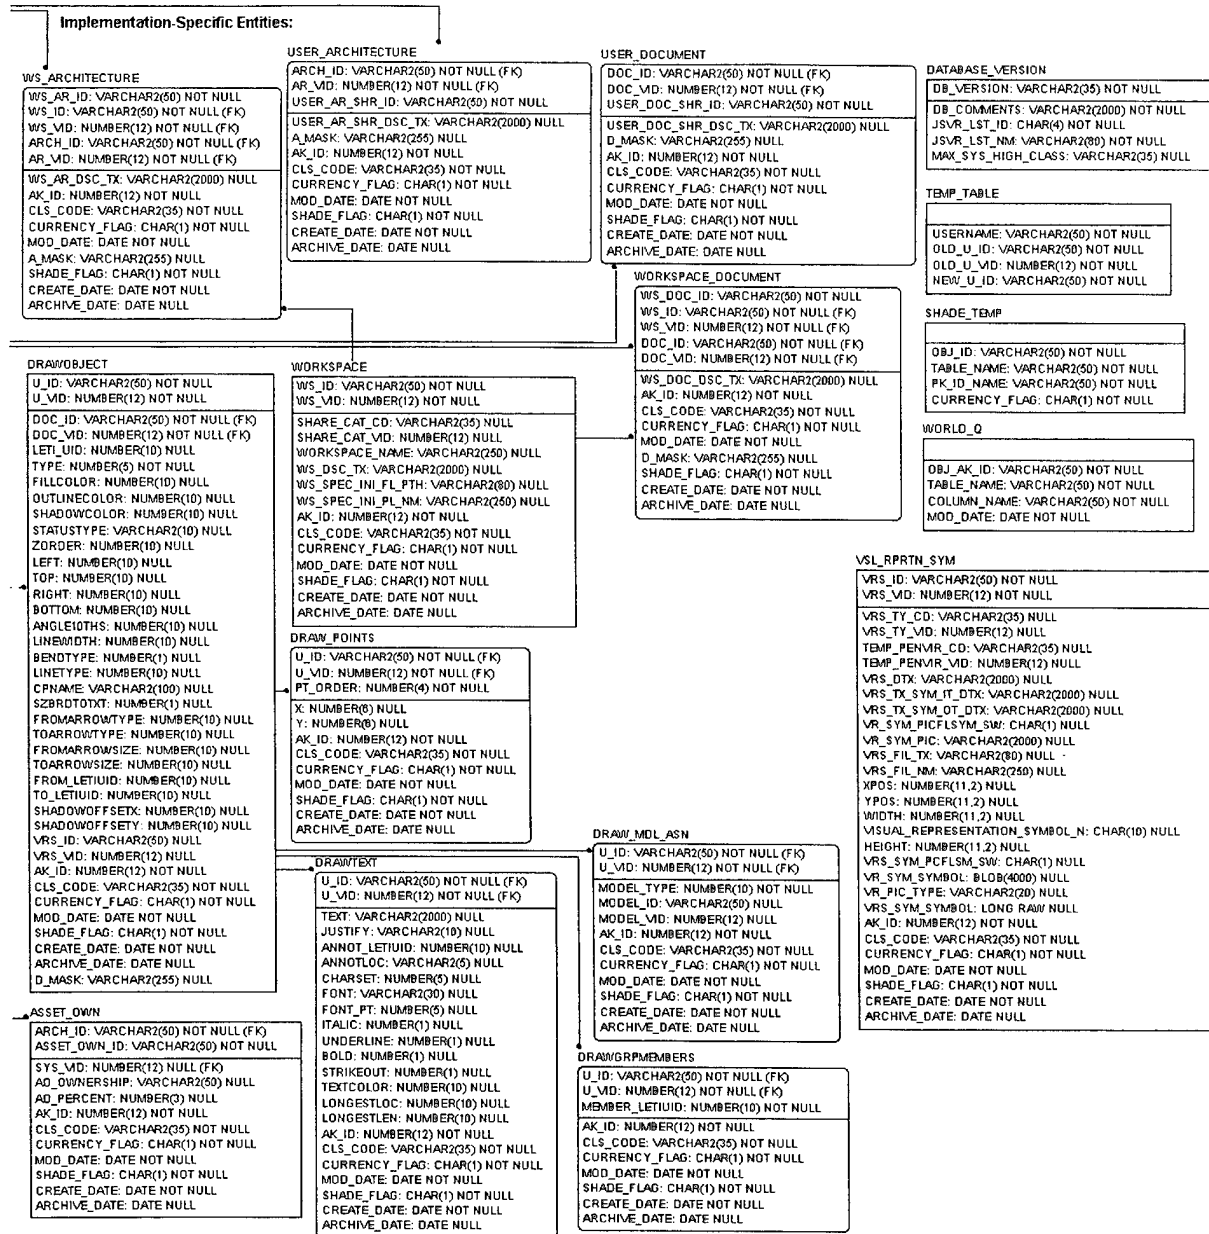 Implementation-Specific Entities:
WS_ARCHITECTURE
WS_AR_ID: VARCHAR2(50) NOT NULL
WS_ID: VARCHAR2(50) NOT NULL (FK)
WS_VID: NUMBER(12) NOT NULL (FK)
ARCH_ID: VARCHAR2(50) NOT NULL (FK)
AR_VID: NUMBER(12) NOT NULL (FK)
WS_AR_DSC_TX: VARCHAR2(2000) NULL
AK_ID: NUMBER(12) NOT NULL
CLS_CODE: VARCHAR2(35) NOT NULL
CURRENCY_FLAG: CHAR(1) NOT NULL
MOD_DATE: DATE NOT NULL
A_MASK: VARCHAR2(255) NULL
SHADE_FLAG: CHAR(1) NOT NULL
CREATE_DATE: DATE NOT NULL
ARCHIVE_DATE: DATE NULL
USER_ARCHITECTURE
ARCH_ID: VARCHAR2(50) NOT NULL (FK)
AR_VID: NUMBER(12) NOT NULL (FK)
USER_AR_SHR_ID: VARCHAR2(50) NOT NULL
USER_AR_SHR_DSC_TX: VARCHAR2(2000) NULL
A_MASK: VARCHAR2(255) NULL
AK_ID: NUMBER(12) NOT NULL
CLS_CODE: VARCHAR2(35) NOT NULL
CURRENCY_FLAG: CHAR(1) NOT NULL
MOD_DATE: DATE NOT NULL
SHADE_FLAG: CHAR(1) NOT NULL
CREATE_DATE: DATE NOT NULL
ARCHIVE_DATE: DATE NULL
USER_DOCUMENT
DOC_ID: VARCHAR2(50) NOT NULL (FK)
DOC_VID: NUMBER(12) NOT NULL (FK)
USER_DOC_SHR_ID: VARCHAR2(50) NOT NULL
USER_DOC_SHR_DSC_TX: VARCHAR2(2000) NULL
D_MASK: VARCHAR2(255) NULL
AK_ID: NUMBER(12) NOT NULL
CLS_CODE: VARCHAR2(35) NOT NULL
CURRENCY_FLAG: CHAR(1) NOT NULL
MOD_DATE: DATE NOT NULL
SHADE_FLAG: CHAR(1) NOT NULL
CREATE_DATE: DATE NOT NULL
ARCHIVE_DATE: DATE NULL
DATABASE_VERSION
DB_VERSION: VARCHAR2(35) NOT NULL
DB_COMMENTS: VARCHAR2(2000) NOT NULL
JSVR_LST_ID: CHAR(4) NOT NULL
JSVR_LST_NM: VARCHAR2(80) NOT NULL
MAX_SYS_HIGH_CLASS: VARCHAR2(35) NULL
TEMP_TABLE
USERNAME: VARCHAR2(50) NOT NULL
OLD_U_ID: VARCHAR2(50) NOT NULL
OLD_U_VID: NUMBER(12) NOT NULL
NEW_U_ID: VARCHAR2(50) NOT NULL
SHADE_TEMP
OBJ_ID: VARCHAR2(50) NOT NULL
TABLE_NAME: VARCHAR2(50) NOT NULL
PK_ID_NAME: VARCHAR2(50) NOT NULL
CURRENCY_FLAG: CHAR(1) NOT NULL
WORLD_Q
OBJ_AK_ID: VARCHAR2(50) NOT NULL
TABLE_NAME: VARCHAR2(50) NOT NULL
COLUMN_NAME: VARCHAR2(50) NOT NULL
MOD_DATE: DATE NOT NULL
WORKSPACE_DOCUMENT
WS_DOC_ID: VARCHAR2(50) NOT NULL
WS_ID: VARCHAR2(50) NOT NULL (FK)
WS_VID: NUMBER(12) NOT NULL (FK)
DOC_ID: VARCHAR2(50) NOT NULL (FK)
DOC_VID: NUMBER(12) NOT NULL (FK)
WS_DOC_DSC_TX: VARCHAR2(2000) NULL
AK_ID: NUMBER(12) NOT NULL
CLS_CODE: VARCHAR2(35) NOT NULL
CURRENCY_FLAG: CHAR(1) NOT NULL
MOD_DATE: DATE NOT NULL
D_MASK: VARCHAR2(255) NULL
SHADE_FLAG: CHAR(1) NOT NULL
CREATE_DATE: DATE NOT NULL
ARCHIVE_DATE: DATE NULL
DRAWOBJECT
U_ID: VARCHAR2(50) NOT NULL
U_VID: NUMBER(12) NOT NULL
DOC_ID: VARCHAR2(50) NOT NULL (FK)
DOC_VID: NUMBER(12) NOT NULL (FK)
LETI_UID: NUMBER(10) NOT NULL
TYPE: NUMBER(5) NOT NULL
FILLCOLOR: NUMBER(10) NULL
OUTLINECOLOR: NUMBER(10) NULL
SHADOWCOLOR: NUMBER(10) NULL
STATUSTYPE: VARCHAR2(10) NULL
ZORDER: NUMBER(10) NULL
LEFT: NUMBER(10) NULL
TOP: NUMBER(10) NULL
RIGHT: NUMBER(10) NULL
BOTTOM: NUMBER(10) NULL
ANGLE10THS: NUMBER(10) NULL
LINEWIDTH: NUMBER(10) NULL
BENDTYPE: NUMBER(1) NULL
LINETYPE: NUMBER(10) NULL
CPNAME: VARCHAR2(100) NULL
SZBRDTOTXT: NUMBER(1) NULL
FROMARROWTYPE: NUMBER(10) NULL
TOARROWTYPE: NUMBER(10) NULL
FROMARROWSIZE: NUMBER(10) NULL
TOARROWSIZE: NUMBER(10) NULL
FROM_LETIUID: NUMBER(10) NULL
TO_LETIUID: NUMBER(10) NULL
SHADOWOFFSETX: NUMBER(10) NULL
SHADOWOFFSETY: NUMBER(10) NULL
VRS_ID: VARCHAR2(50) NULL
VRS_VID: NUMBER(12) NULL
AK_ID: NUMBER(12) NOT NULL
CLS_CODE: VARCHAR2(35) NOT NULL
CURRENCY_FLAG: CHAR(1) NOT NULL
MOD_DATE: DATE NOT NULL
SHADE_FLAG: CHAR(1) NOT NULL
CREATE_DATE: DATE NOT NULL
ARCHIVE_DATE: DATE NULL
D_MASK: VARCHAR2(255) NULL
WORKSPACE
WS_ID: VARCHAR2(50) NOT NULL
WS_VID: NUMBER(12) NOT NULL
SHARE_CAT_CD: VARCHAR2(35) NULL
SHARE_CAT_VID: NUMBER(12) NULL
WORKSPACE_NAME: VARCHAR2(250) NULL
WS_DSC_TX: VARCHAR2(2000) NULL
WS_SPEC_INI_FL_PTH: VARCHAR2(80) NULL
WS_SPEC_INI_PL_NM: VARCHAR2(250) NULL
AK_ID: NUMBER(12) NOT NULL
CLS_CODE: VARCHAR2(35) NOT NULL
CURRENCY_FLAG: CHAR(1) NOT NULL
MOD_DATE: DATE NOT NULL
SHADE_FLAG: CHAR(1) NOT NULL
CREATE_DATE: DATE NOT NULL
ARCHIVE_DATE: DATE NULL
DRAW_POINTS
U_ID: VARCHAR2(50) NOT NULL (FK)
U_VID: NUMBER(12) NOT NULL (FK)
PT_ORDER: NUMBER(4) NOT NULL
X: NUMBER(6) NULL
Y: NUMBER(6) NULL
AK_ID: NUMBER(12) NOT NULL
CLS_CODE: VARCHAR2(35) NOT NULL
CURRENCY_FLAG: CHAR(1) NOT NULL
MOD_DATE: DATE NOT NULL
SHADE_FLAG: CHAR(1) NOT NULL
CREATE_DATE: DATE NOT NULL
ARCHIVE_DATE: DATE NULL
VSL_RPRTN_SYM
VRS_ID: VARCHAR2(50) NOT NULL
VRS_VID: NUMBER(12) NOT NULL
VRS_TY_CD: VARCHAR2(35) NULL
VRS_TY_VID: NUMBER(12) NULL
TEMP_PENVIR_CD: VARCHAR2(35) NULL
TEMP_PENVIR_VID: NUMBER(12) NULL
VRS_DTX: VARCHAR2(2000) NULL
VRS_TX_SYM_IT_DTX: VARCHAR2(2000) NULL
VRS_TX_SYM_OT_DTX: VARCHAR2(2000) NULL
VR_SYM_PICFLSYM_SW: CHAR(1) NULL
VR_SYM_PIC: VARCHAR2(2000) NULL
VRS_FIL_TX: VARCHAR2(80) NULL
VRS_FIL_NM: VARCHAR2(250) NULL
XPOS: NUMBER(11,2) NULL
YPOS: NUMBER(11,2) NULL
WIDTH: NUMBER(11,2) NULL
VISUAL_REPRESENTATION_SYMBOL_N: CHAR(10) NULL
HEIGHT: NUMBER(11,2) NULL
VRS_SYM_PCFLSM_SW: CHAR(1) NULL
VR_SYM_SYMBOL: BLOB(4000) NULL
VR_PIC_TYPE: VARCHAR2(20) NULL
VRS_SYM_SYMBOL: LONG RAW NULL
AK_ID: NUMBER(12) NOT NULL
CLS_CODE: VARCHAR2(35) NOT NULL
CURRENCY_FLAG: CHAR(1) NOT NULL
MOD_DATE: DATE NOT NULL
SHADE_FLAG: CHAR(1) NOT NULL
CREATE_DATE: DATE NOT NULL
ARCHIVE_DATE: DATE NULL
DRAWTEXT
U_ID: VARCHAR2(50) NOT NULL (FK)
U_VID: NUMBER(12) NOT NULL (FK)
TEXT: VARCHAR2(2000) NULL
JUSTIFY: VARCHAR2(10) NULL
ANNOT_LETIUID: NUMBER(10) NULL
ANNOTLOC: VARCHAR2(5) NULL
CHARSET: NUMBER(5) NULL
FONT: VARCHAR2(30) NULL
FONT_PT: NUMBER(5) NULL
ITALIC: NUMBER(1) NULL
UNDERLINE: NUMBER(1) NULL
BOLD: NUMBER(1) NULL
STRIKEOUT: NUMBER(1) NULL
TEXTCOLOR: NUMBER(10) NULL
LONGESTLOC: NUMBER(10) NULL
LONGESTLEN: NUMBER(10) NULL
AK_ID: NUMBER(12) NOT NULL
CLS_CODE: VARCHAR2(35) NOT NULL
CURRENCY_FLAG: CHAR(1) NOT NULL
MOD_DATE: DATE NOT NULL
SHADE_FLAG: CHAR(1) NOT NULL
CREATE_DATE: DATE NOT NULL
ARCHIVE_DATE: DATE NULL
DRAW_MDL_ASN
U_ID: VARCHAR2(50) NOT NULL (FK)
U_VID: NUMBER(12) NOT NULL (FK)
MODEL_TYPE: NUMBER(10) NOT NULL
MODEL_ID: VARCHAR2(50) NULL
MODEL_VID: NUMBER(12) NULL
AK_ID: NUMBER(12) NOT NULL
CLS_CODE: VARCHAR2(35) NOT NULL
CURRENCY_FLAG: CHAR(1) NOT NULL
MOD_DATE: DATE NOT NULL
SHADE_FLAG: CHAR(1) NOT NULL
CREATE_DATE: DATE NOT NULL
ARCHIVE_DATE: DATE NULL
ASSET_OWN
ARCH_ID: VARCHAR2(50) NOT NULL (FK)
ASSET_OWN_ID: VARCHAR2(50) NOT NULL
SYS_VID: NUMBER(12) NULL (FK)
AO_OWNERSHIP: VARCHAR2(50) NULL
AO_PERCENT: NUMBER(3) NULL
AK_ID: NUMBER(12) NOT NULL
CLS_CODE: VARCHAR2(35) NOT NULL
CURRENCY_FLAG: CHAR(1) NOT NULL
MOD_DATE: DATE NOT NULL
SHADE_FLAG: CHAR(1) NOT NULL
CREATE_DATE: DATE NOT NULL
ARCHIVE_DATE: DATE NULL
DRAWGRPMEMBERS
U_ID: VARCHAR2(50) NOT NULL (FK)
U_VID: NUMBER(12) NOT NULL (FK)
MEMBER_LETIUID: NUMBER(10) NOT NULL
AK_ID: NUMBER(12) NOT NULL
CLS_CODE: VARCHAR2(35) NOT NULL
CURRENCY_FLAG: CHAR(1) NOT NULL
MOD_DATE: DATE NOT NULL
SHADE_FLAG: CHAR(1) NOT NULL
CREATE_DATE: DATE NOT NULL
ARCHIVE_DATE: DATE NULL